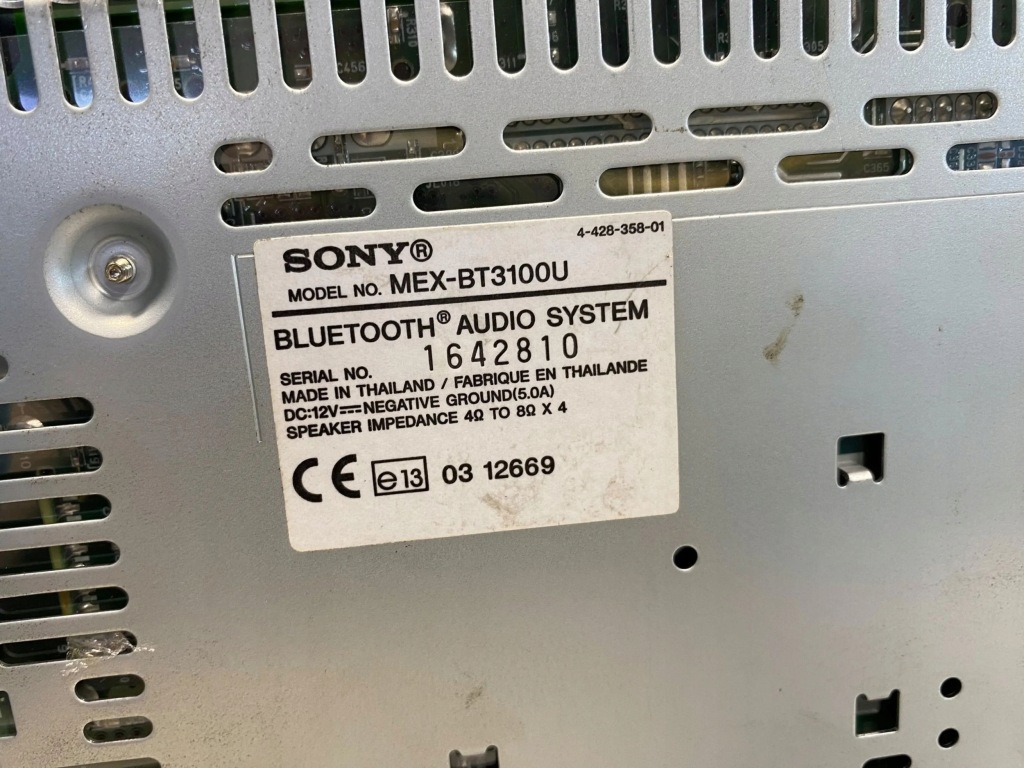 SONY®
4-428-358-01
MODEL NO. MEX-BT3100U
BLUETOOTH® AUDIO SYSTEM
SERIAL NO. 1642810
MADE IN THAILAND / FABRIQUE EN THAILANDE
DC:12V⎓NEGATIVE GROUND(5.0A)
SPEAKER IMPEDANCE 4Ω TO 8Ω X 4
CE e13 03 12669